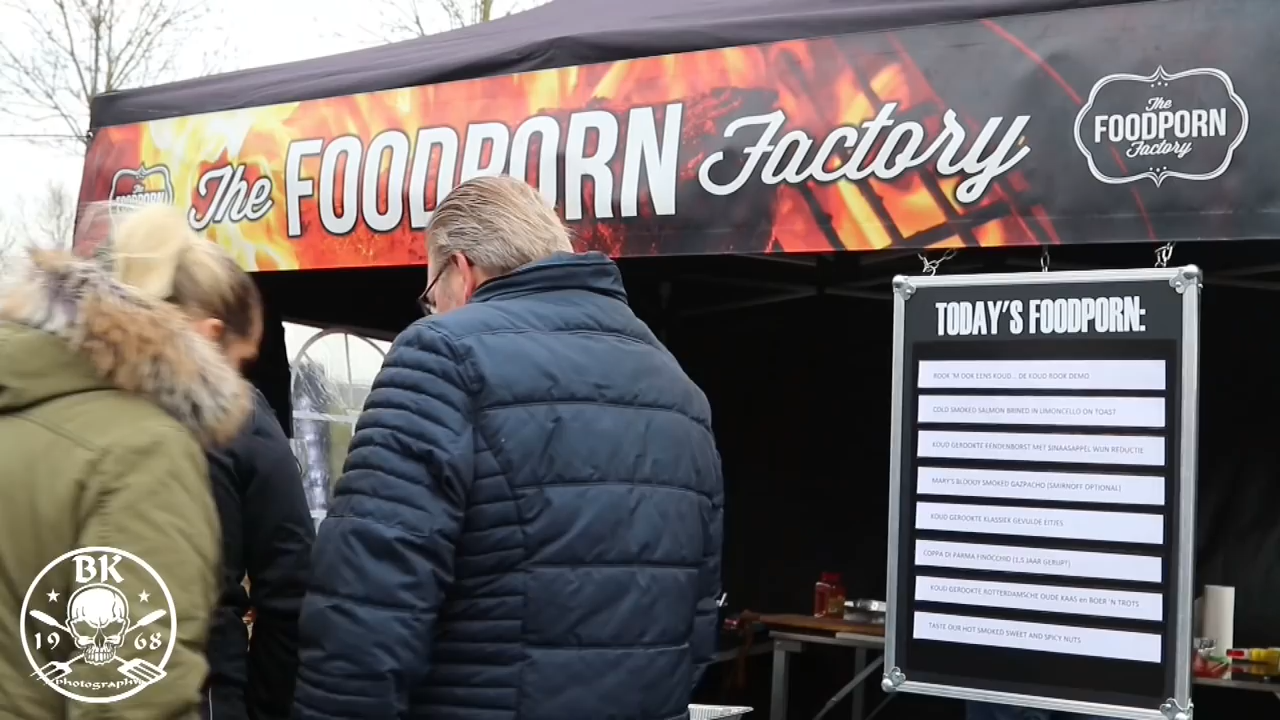 The FOODPORN Factory
The
FOODPORN
Factory
TODAY'S FOODPORN:
ROOK 'M OOK EENS KOUD... DE KOUD ROOK DEMO
COLD SMOKED SALMON BRINED IN LIMONCELLO ON TOAST
KOUD GEROOKTE EENDENBORST MET SINAASAPPEL WIJN REDUCTIE
MARY'S BLOODY SMOKED GAZPACHO (SMIRNOFF OPTIONAL)
KOUD GEROOKTE KLASSIEK GEVULDE EITJES
COPPA DI PARMA FINOCCHIO (1,5 JAAR GERIJPT)
KOUD GEROOKTE ROTTERDAMSCHE OUDE KAAS en BOER 'N TROTS
TASTE OUR HOT SMOKED SWEET AND SPICY NUTS
BK
1968
photography